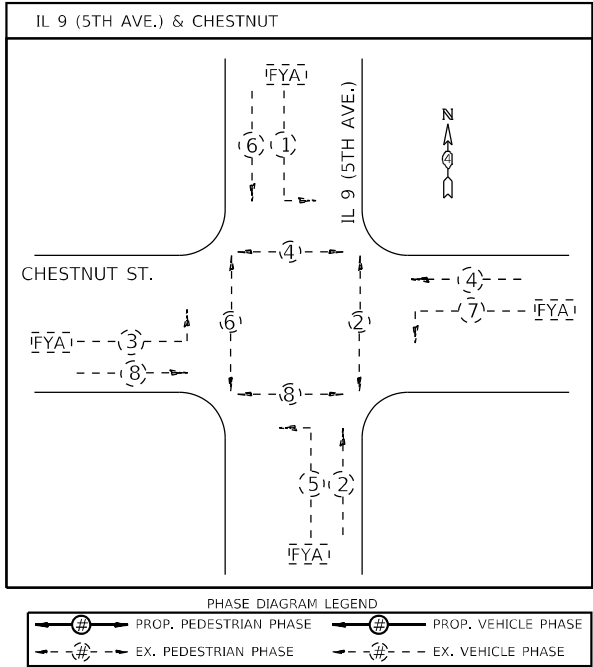 IL 9 (5TH AVE.) & CHESTNUT
FYA
IL 9 (5TH AVE.)
N
4
6 1
4
CHESTNUT ST.
4
7 FYA
6 2
FYA 3
8
8
5 2
FYA
PHASE DIAGRAM LEGEND
# PROP. PEDESTRIAN PHASE # PROP. VEHICLE PHASE
# EX. PEDESTRIAN PHASE # EX. VEHICLE PHASE